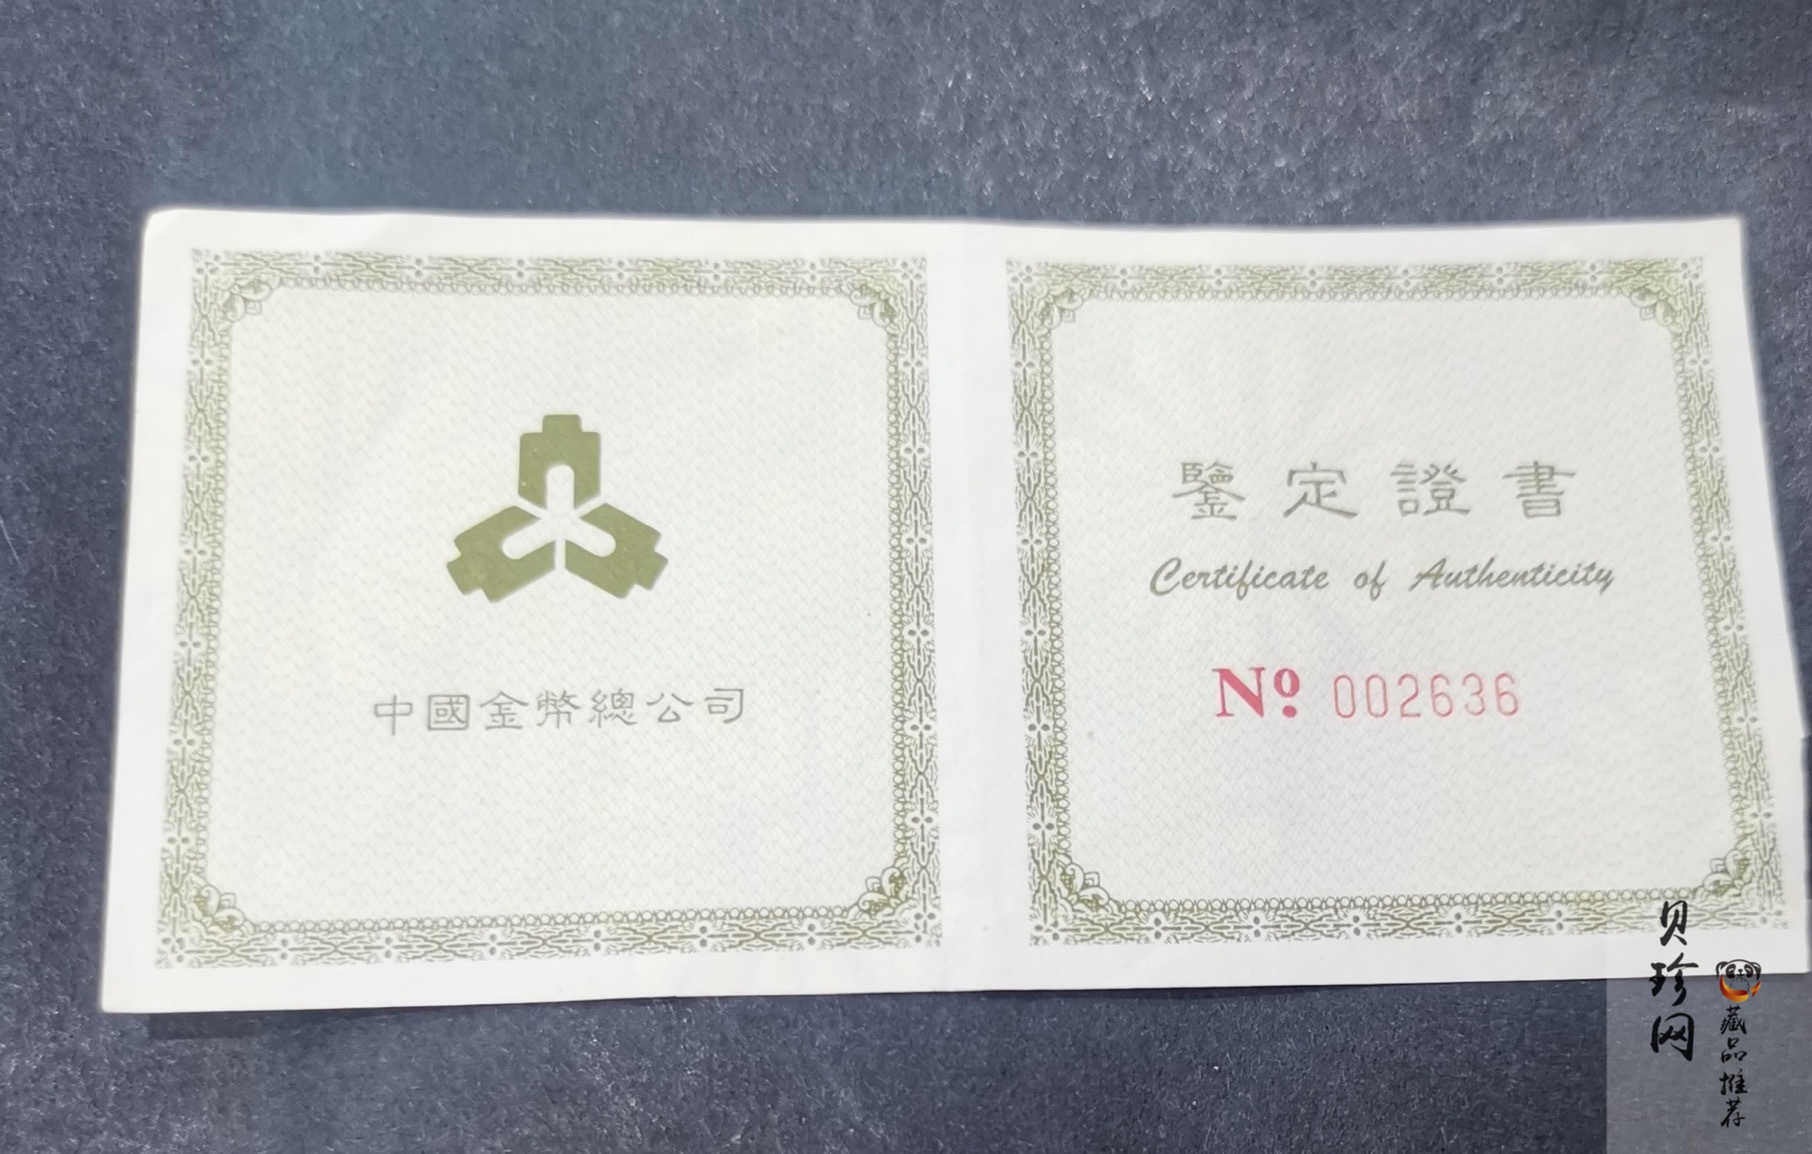 中國金幣總公司
鑒定證書
Certificate of Authenticity
Nº 002636
贝珍网
藏品推荐